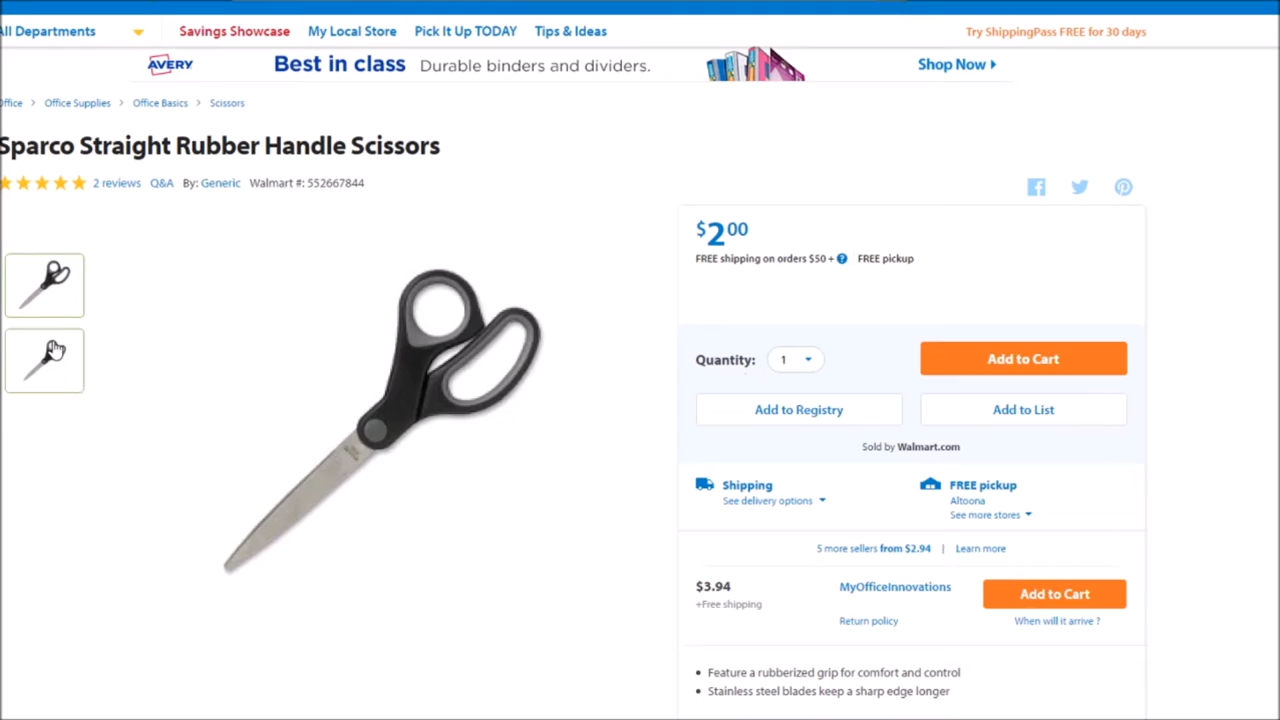 All Departments
Savings Showcase
My Local Store
Pick It Up TODAY
Tips & Ideas
Try ShippingPass FREE for 30 days
AVERY
Best in class Durable binders and dividers.
Shop Now
Office > Office Supplies > Office Basics > Scissors
Sparco Straight Rubber Handle Scissors
2 reviews Q&A By: Generic Walmart #: 552667844
$2 00
FREE shipping on orders $50 + ? FREE pickup
Quantity: 1
Add to Cart
Add to Registry
Add to List
Sold by Walmart.com
Shipping
See delivery options
FREE pickup
Altoona
See more stores
5 more sellers from $2.94 | Learn more
$3.94
+Free shipping
MyOfficeInnovations
Return policy
Add to Cart
When will it arrive ?
• Feature a rubberized grip for comfort and control
• Stainless steel blades keep a sharp edge longer